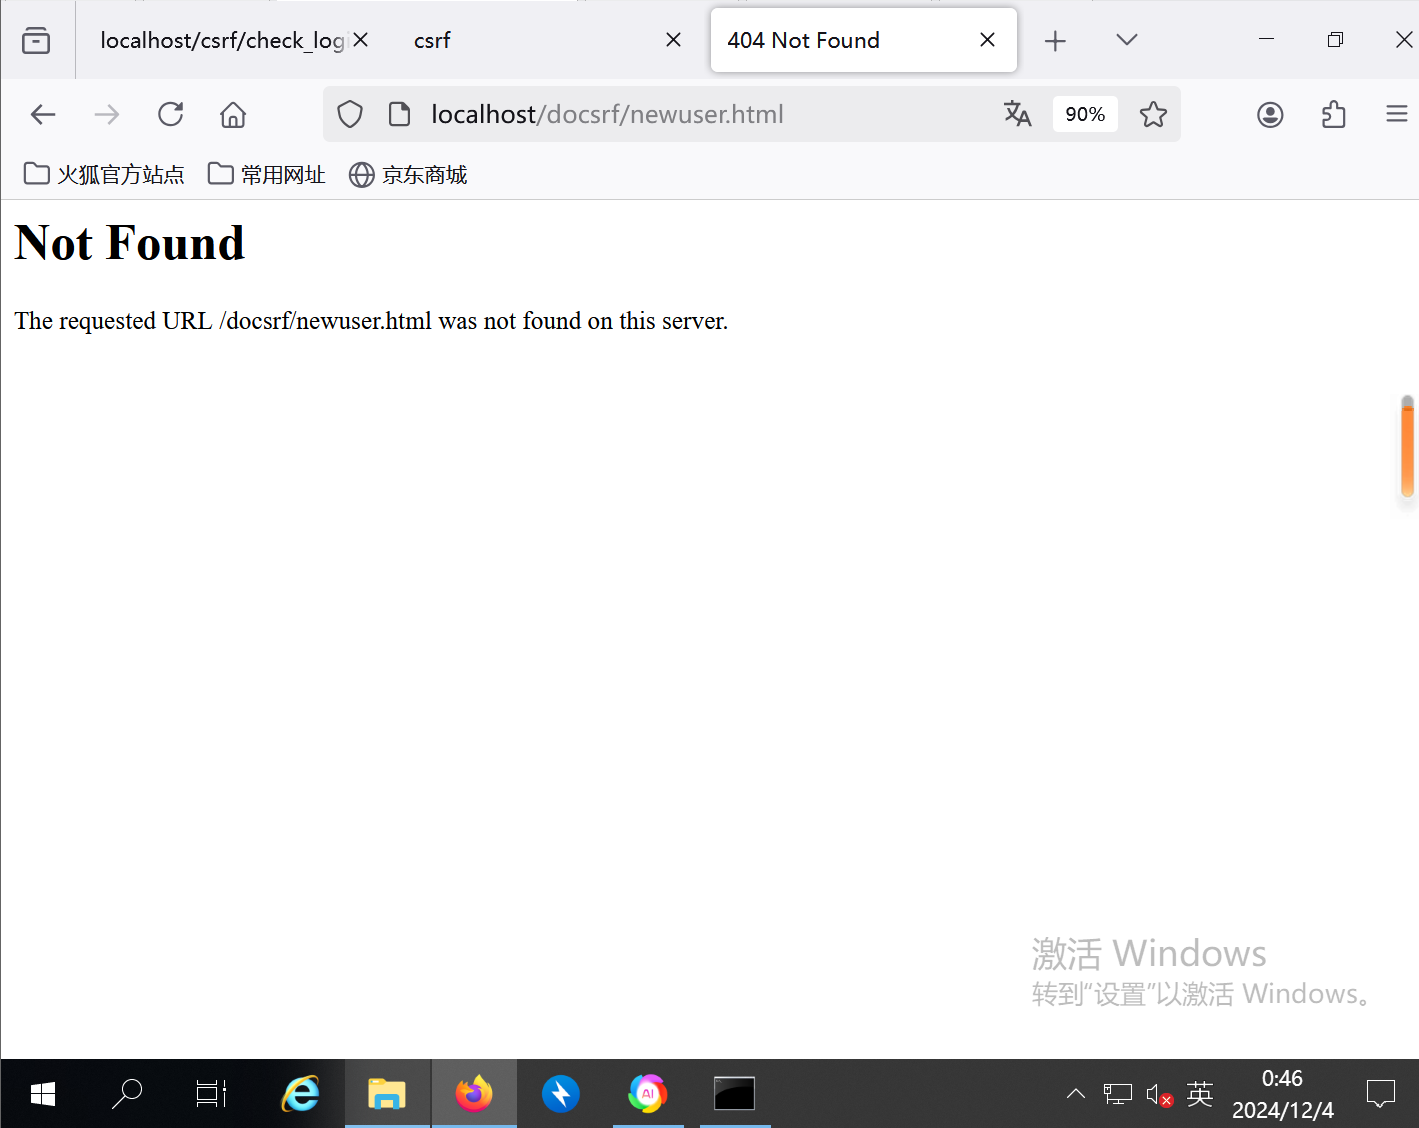 localhost/csrf/check_logi
csrf
404 Not Found
localhost/docsrf/newuser.html
90%
火狐官方站点
常用网址
京东商城
Not Found
The requested URL /docsrf/newuser.html was not found on this server.
激活 Windows
转到“设置”以激活 Windows。
AI
英
0:46
2024/12/4